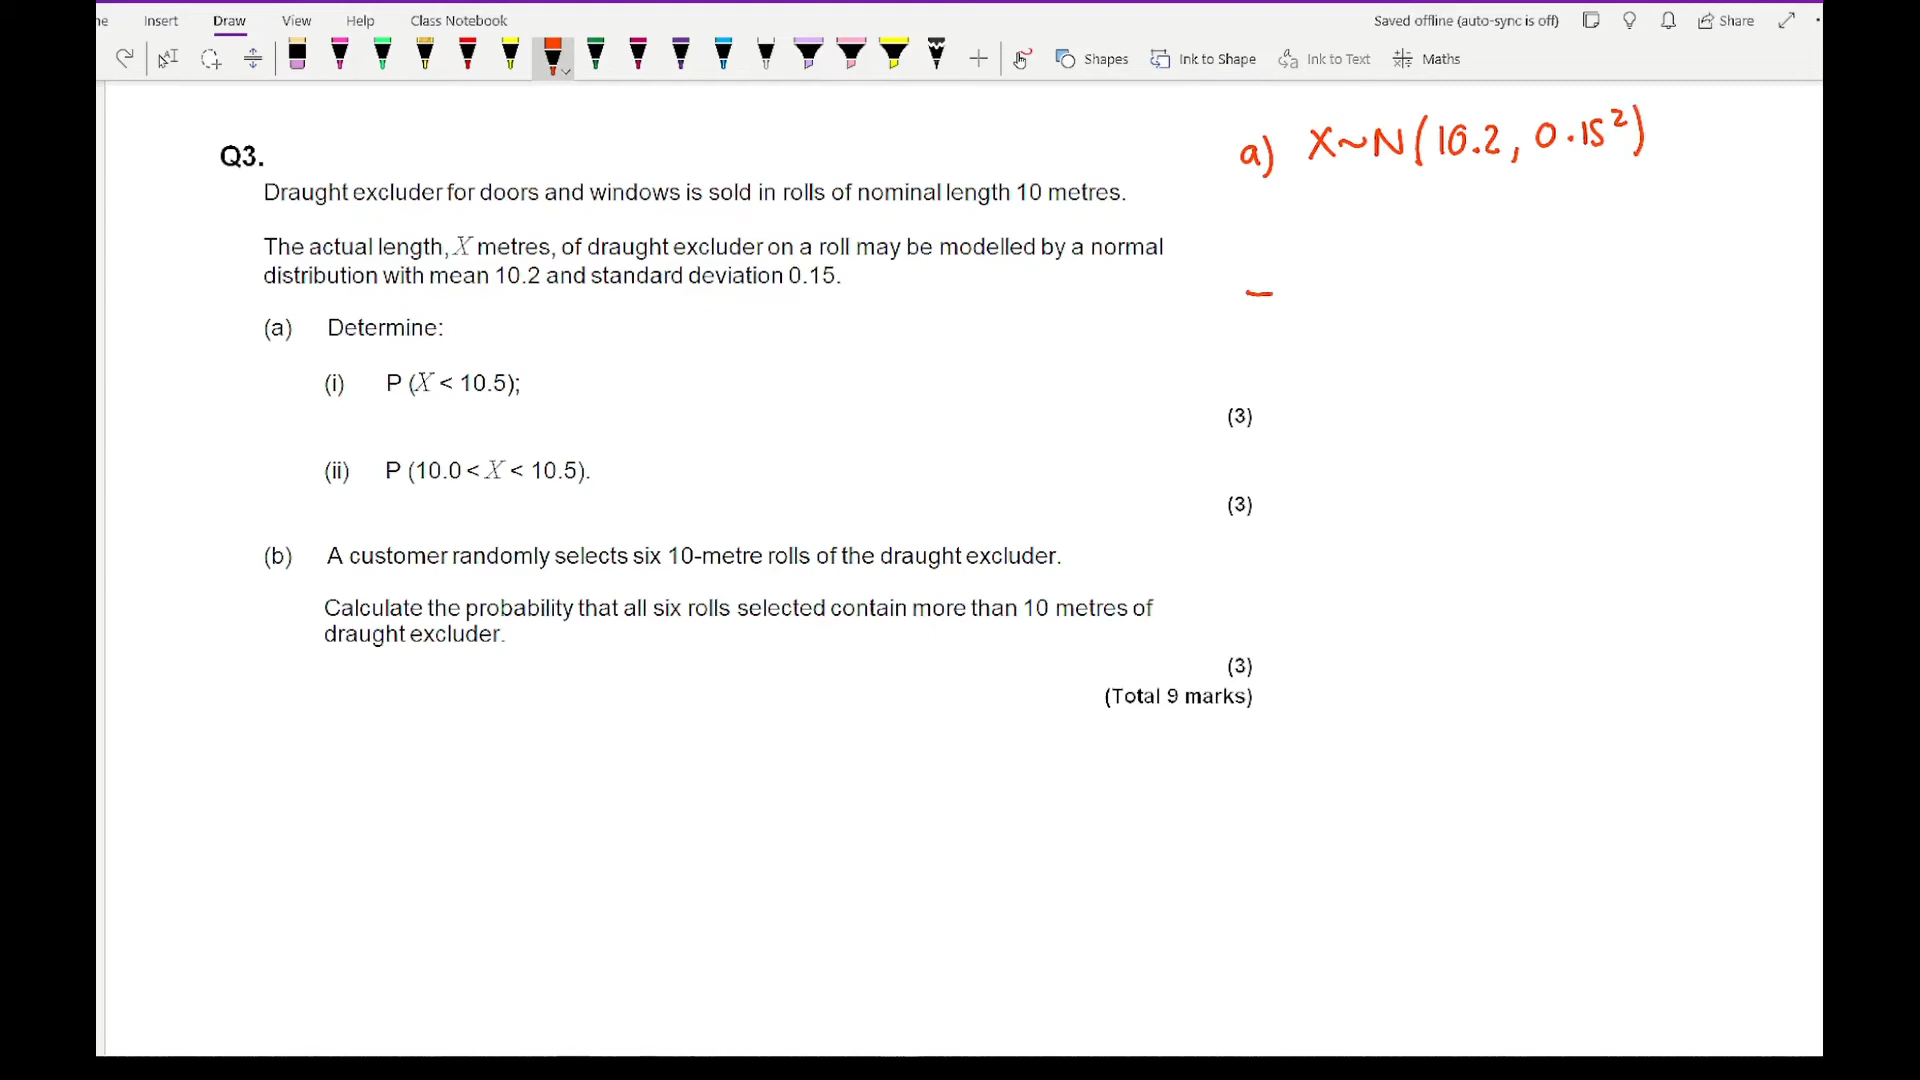 Insert Draw View Help Class Notebook Saved offline (auto-sync is off) Share
Shapes Ink to Shape Ink to Text Maths
a) X~N(10.2, 0.15²)
Q3.
Draught excluder for doors and windows is sold in rolls of nominal length 10 metres.
The actual length, X metres, of draught excluder on a roll may be modelled by a normal
distribution with mean 10.2 and standard deviation 0.15.
(a) Determine:
(i) P (X < 10.5);
(3)
(ii) P (10.0 < X < 10.5).
(3)
(b) A customer randomly selects six 10-metre rolls of the draught excluder.
Calculate the probability that all six rolls selected contain more than 10 metres of
draught excluder.
(3)
(Total 9 marks)